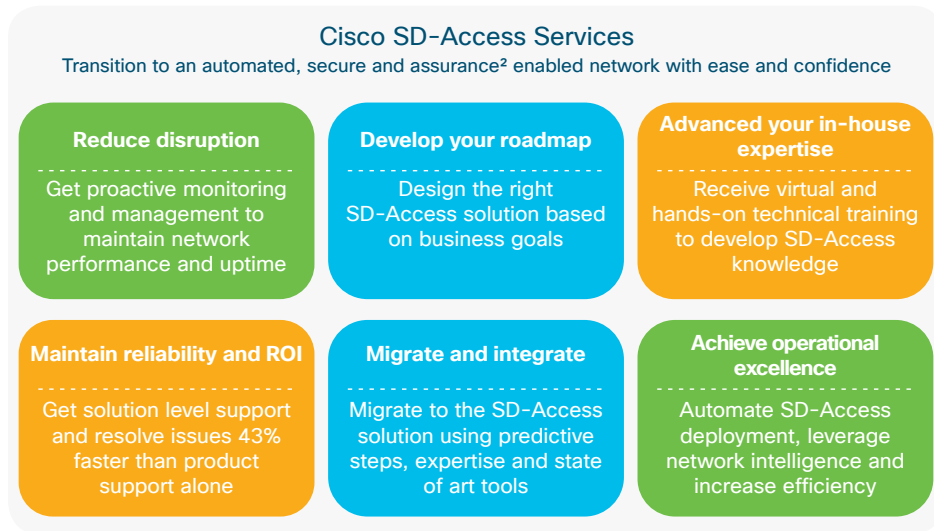 Cisco SD-Access Services
Transition to an automated, secure and assurance² enabled network with ease and confidence
Reduce disruption
Get proactive monitoring
and management to
maintain network
performance and uptime
Develop your roadmap
Design the right
SD-Access solution based
on business goals
Advanced your in-house
expertise
Receive virtual and
hands-on technical training
to develop SD-Access
knowledge
Maintain reliability and ROI
Get solution level support
and resolve issues 43%
faster than product
support alone
Migrate and integrate
Migrate to the SD-Access
solution using predictive
steps, expertise and state
of art tools
Achieve operational
excellence
Automate SD-Access
deployment, leverage
network intelligence and
increase efficiency